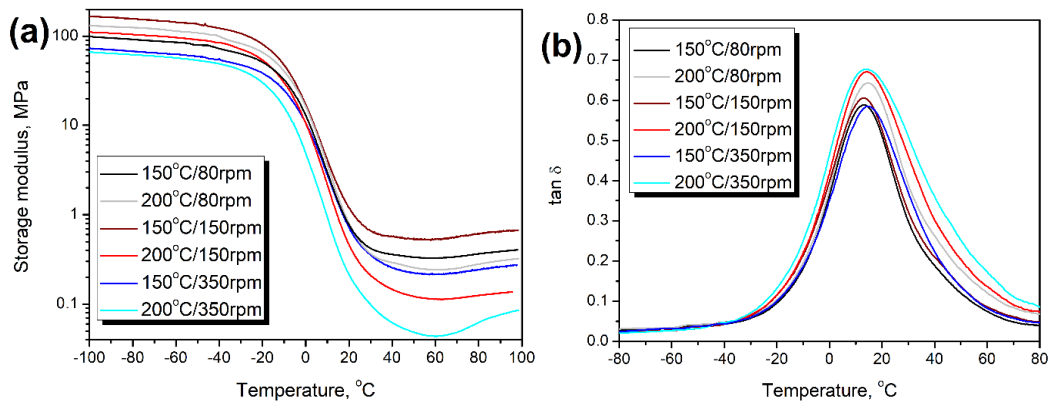 (a)
Storage modulus, MPa
100
10
1
0.1
150°C/80rpm
200°C/80rpm
150°C/150rpm
200°C/150rpm
150°C/350rpm
200°C/350rpm
-100 -80 -60 -40 -20 0 20 40 60 80 100
Temperature, °C
(b)
tan δ
0.8
0.7
0.6
0.5
0.4
0.3
0.2
0.1
0.0
150°C/80rpm
200°C/80rpm
150°C/150rpm
200°C/150rpm
150°C/350rpm
200°C/350rpm
-80 -60 -40 -20 0 20 40 60 80
Temperature, °C